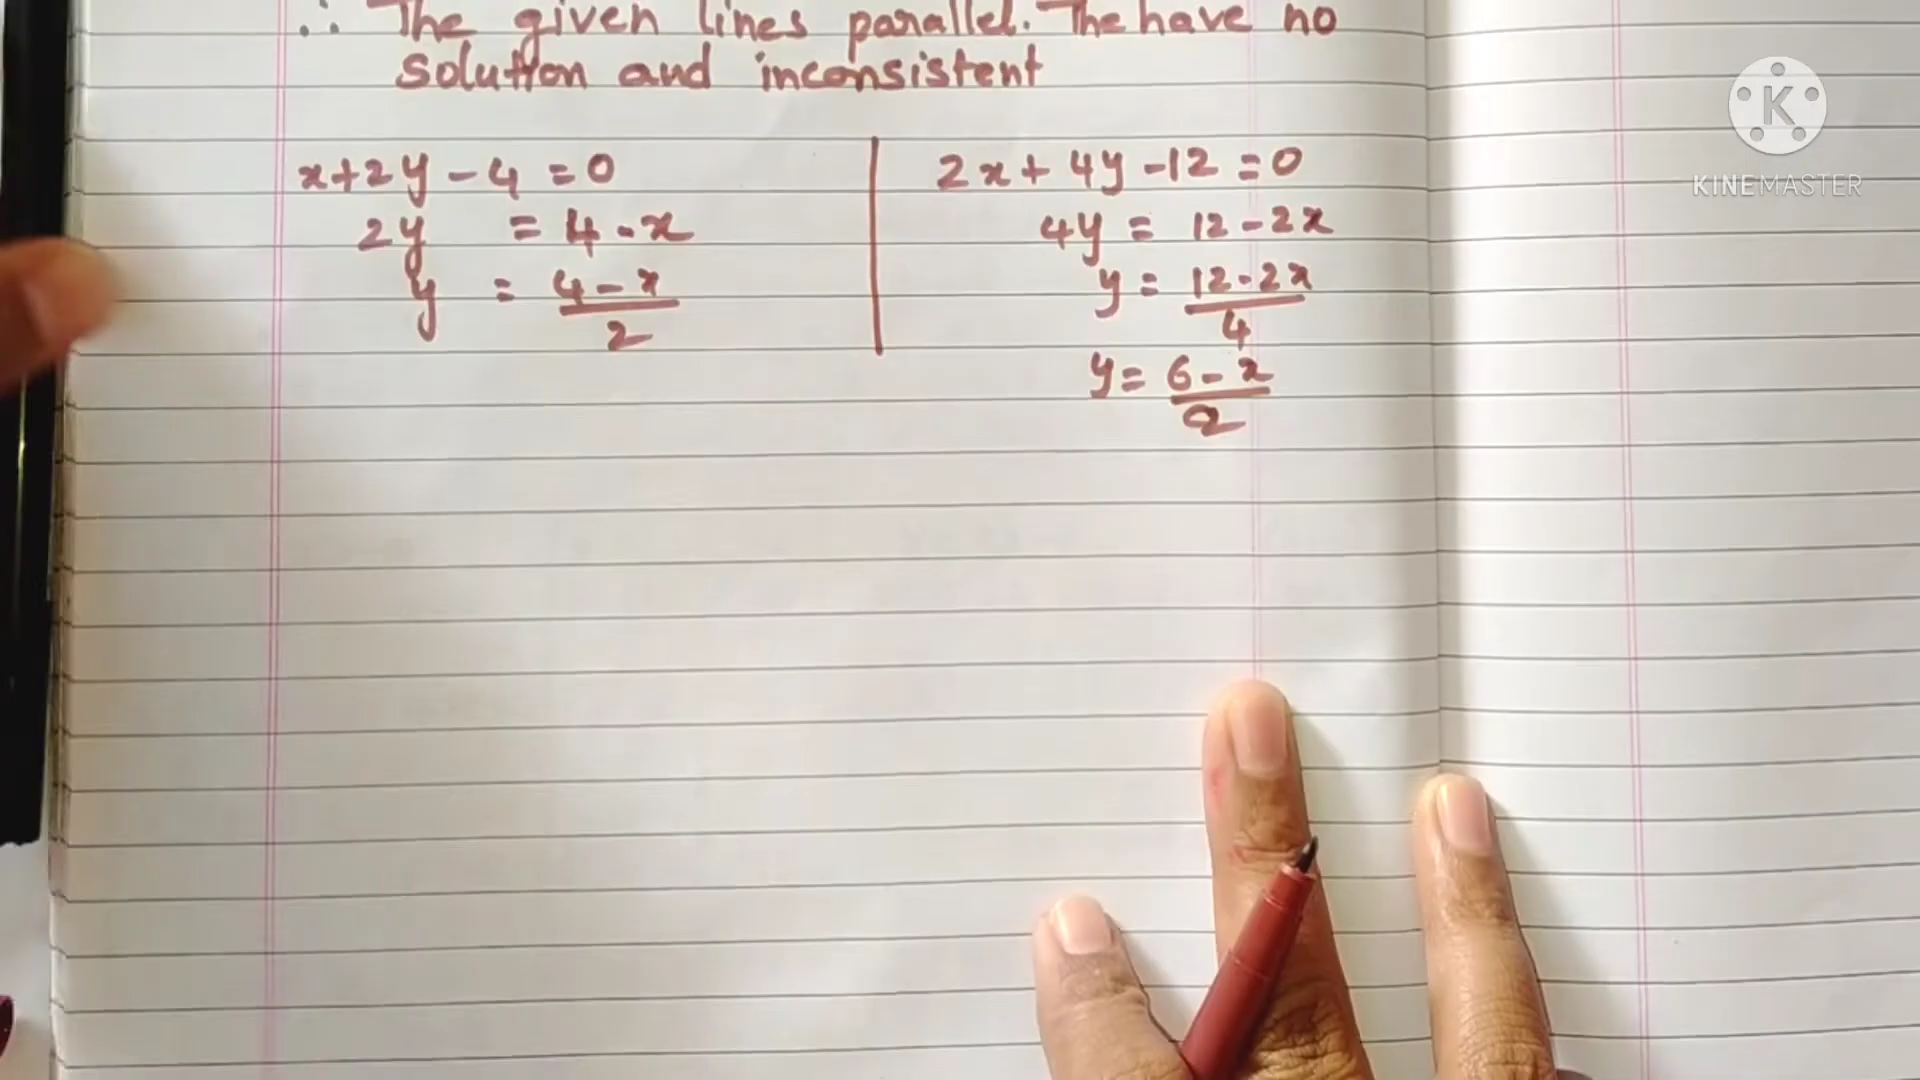 ∴ The given lines parallel. The have no
solution and inconsistent
x+2y-4=0
2y = 4-x
y = 4-x/2
2x+4y-12=0
4y = 12-2x
y = 12-2x/4
y = 6-x/2
K
KINEMASTER